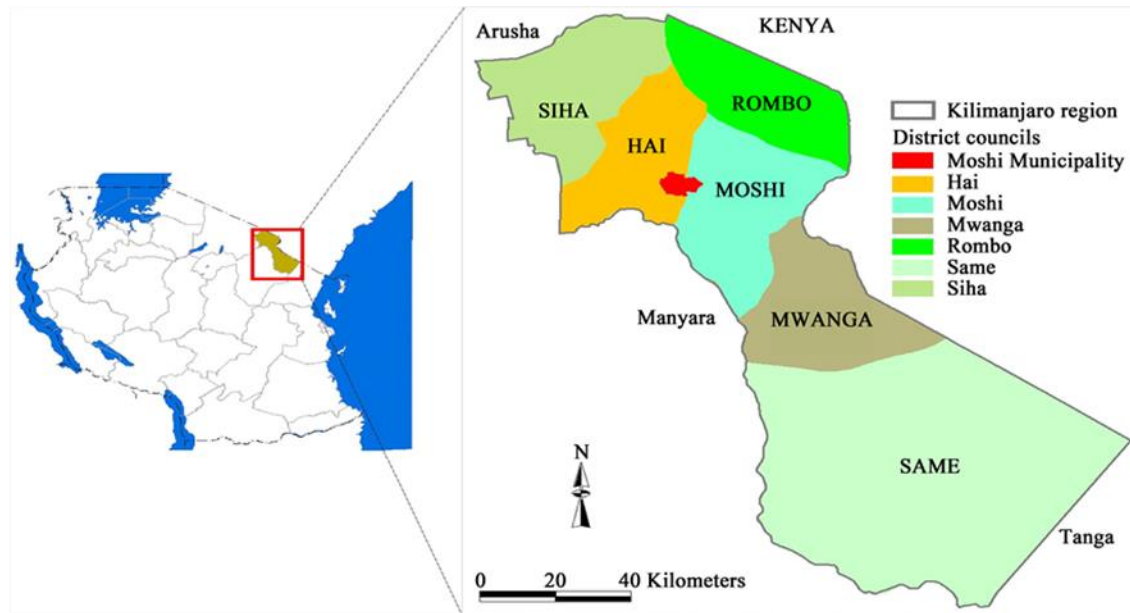 Arusha
KENYA
SIHA
ROMBO
HAI
MOSHI
Manyara
MWANGA
SAME
Tanga
Kilimanjaro region
District councils
Moshi Municipality
Hai
Moshi
Mwanga
Rombo
Same
Siha
N
0 20 40 Kilometers